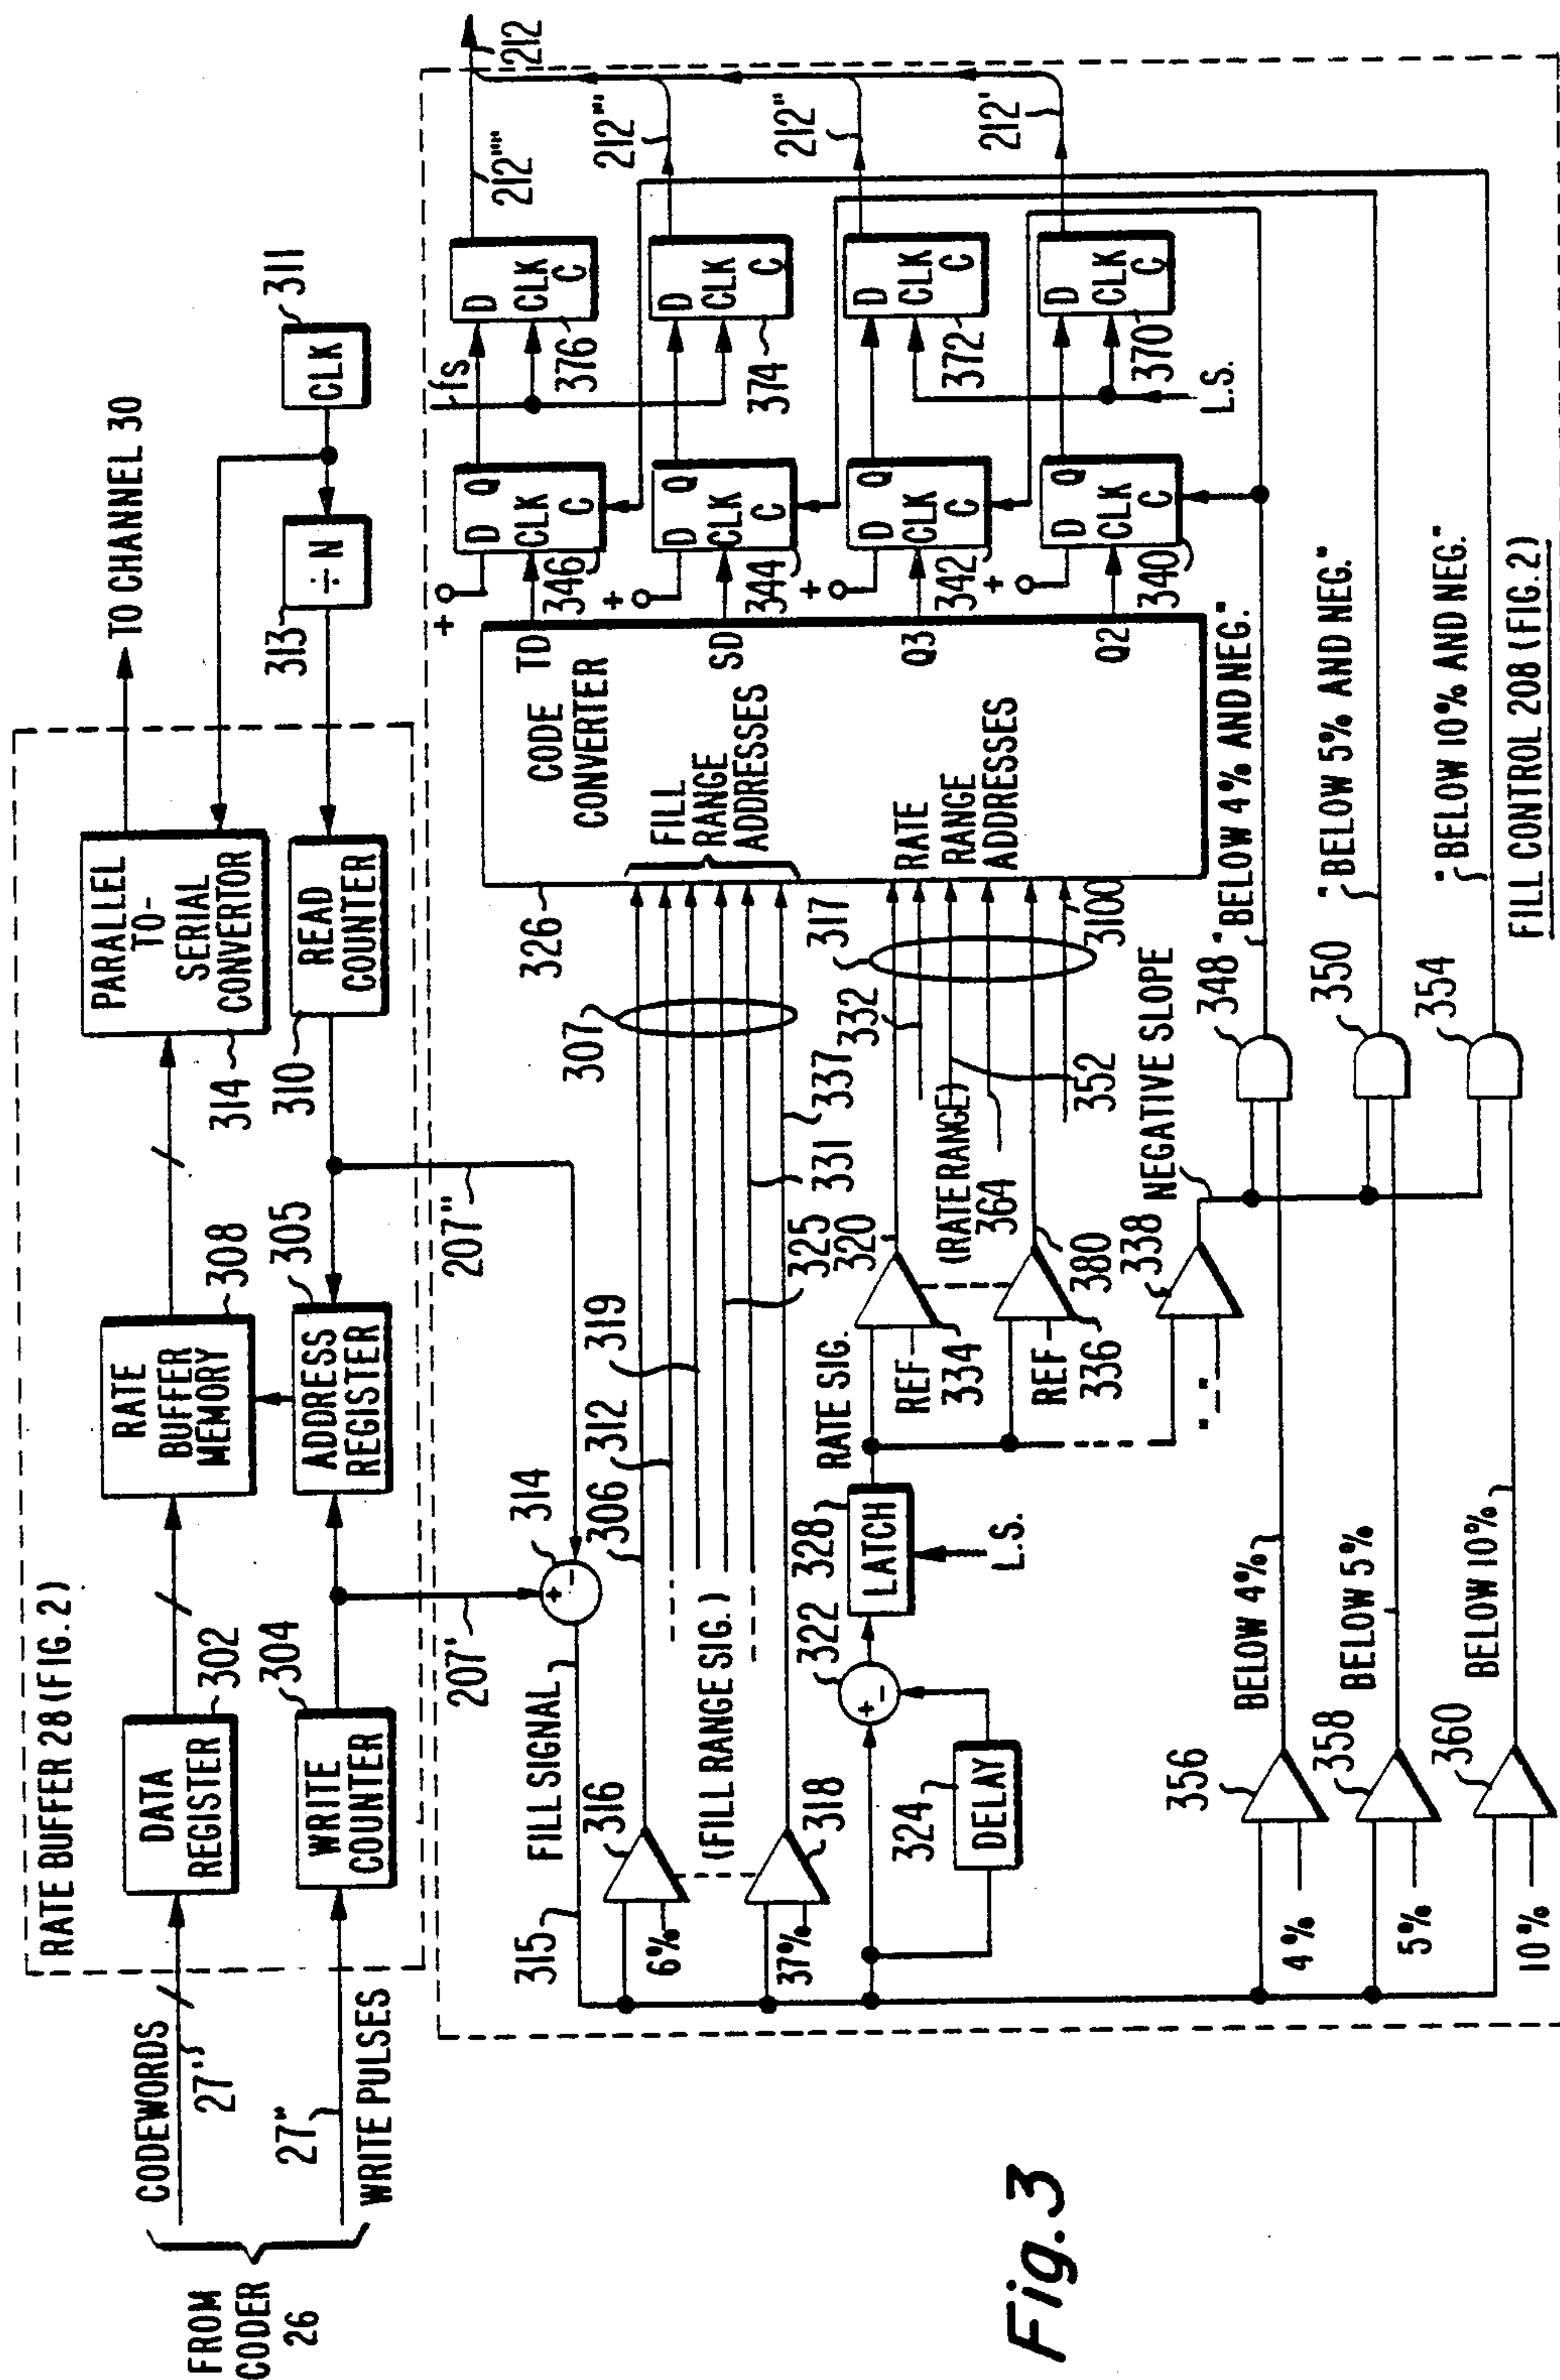 FROM
CODER
26
CODEWORDS
27'
27"
WRITE PULSES
RATE BUFFER 28 (FIG. 2)
DATA
REGISTER
302
WRITE
COUNTER
304
RATE
BUFFER
MEMORY
308
ADDRESS
REGISTER
305
PARALLEL
TO-
SERIAL
CONVERTOR
314
READ
COUNTER
310
TO CHANNEL 30
÷N
313
CLK
311
207'
207"
FILL SIGNAL
315
314
+
-
316
6%
(FILL RANGE SIG.)
37%
318
306
312
319
325
331
337
307
322
+
-
324
DELAY
328
LATCH
L.S.
RATE SIG.
REF
334
REF
336
320
(RATE RANGE)
380
338
" - "
NEGATIVE SLOPE
332
364
352
317
3100
326
CODE
CONVERTER
FILL
RANGE
ADDRESSES
RATE
RANGE
ADDRESSES
TD
SD
Q3
Q2
+
D
Q
CLK
C
346
+
D
Q
CLK
C
344
+
D
Q
CLK
C
342
+
D
Q
CLK
C
340
fs
D
CLK
C
376
D
CLK
C
374
D
CLK
C
372
D
CLK
C
370
L.S.
212""
212"'
212"
212'
212
356
4%
BELOW 4%
348
"BELOW 4% AND NEG."
358
5%
BELOW 5%
350
"BELOW 5% AND NEG."
360
10%
BELOW 10%
354
"BELOW 10% AND NEG."
FILL CONTROL 208 (FIG. 2)
Fig. 3